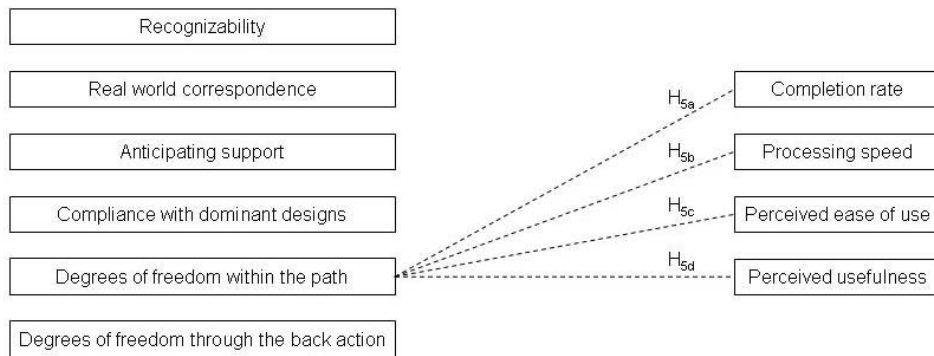 Recognizability
Real world correspondence
H5a
Completion rate
Anticipating support
H5b
Processing speed
Compliance with dominant designs
H5c
Perceived ease of use
Degrees of freedom within the path
H5d
Perceived usefulness
Degrees of freedom through the back action